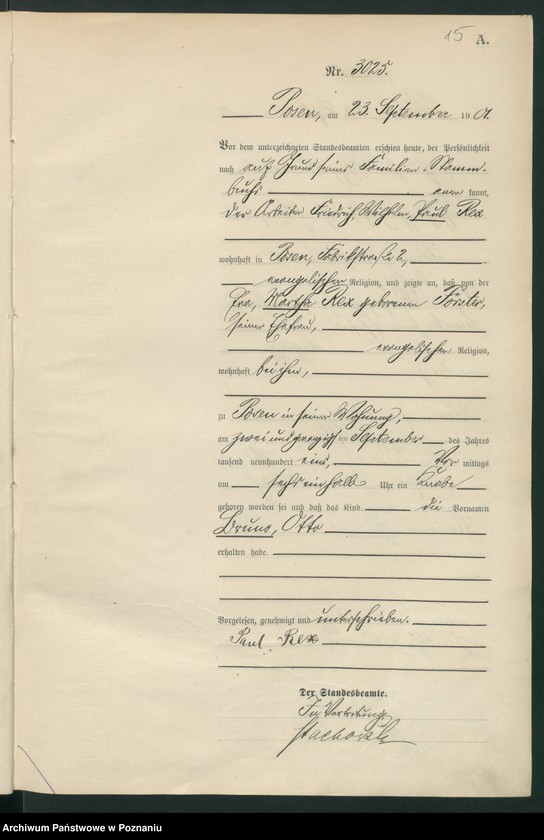 15 A.
Nr. 3025.
Posen, am 23. September 1901.
Vor dem unterzeichneten Standesbeamten erschien heute, der Persönlichkeit
nach auf Grund seines Familien-Stamm-
buchs anerkannt,
der Arbeiter Friedrich, Wilhelm, Paul Rex
wohnhaft in Posen, Fabrikstraße 2,
evangelischer Religion, und zeigte an, daß von der
Martha Rex geborenen Förster,
seiner Ehefrau,
evangelischer Religion,
wohnhaft bei ihm,
zu Posen in seiner Wohnung,
am zwei und zwanzigsten September des Jahres
tausend neunhundert eins, Vormittags
um sechs einhalb Uhr ein Knabe
geboren worden sei und daß das Kind die Vornamen
Bruno, Otto
erhalten habe.
Vorgelesen, genehmigt und unterschrieben.
Paul Rex
Der Standesbeamte.
In Vertretung
Archiwum Państwowe w Poznaniu